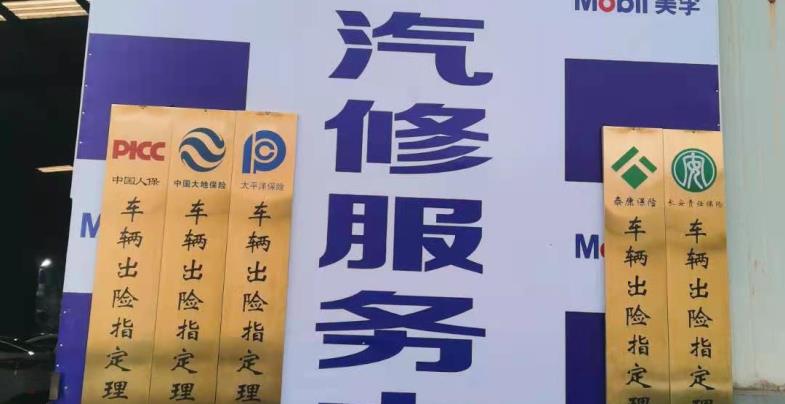 Mobil 美孚
汽修服务
PICC
中国人保
车辆出险指定理
中国大地保险
车辆出险指定理
太平洋保险
车辆出险指定理
泰康保险
车辆出险指定理
安
长安责任保险
车辆出险指定理
M
Mob